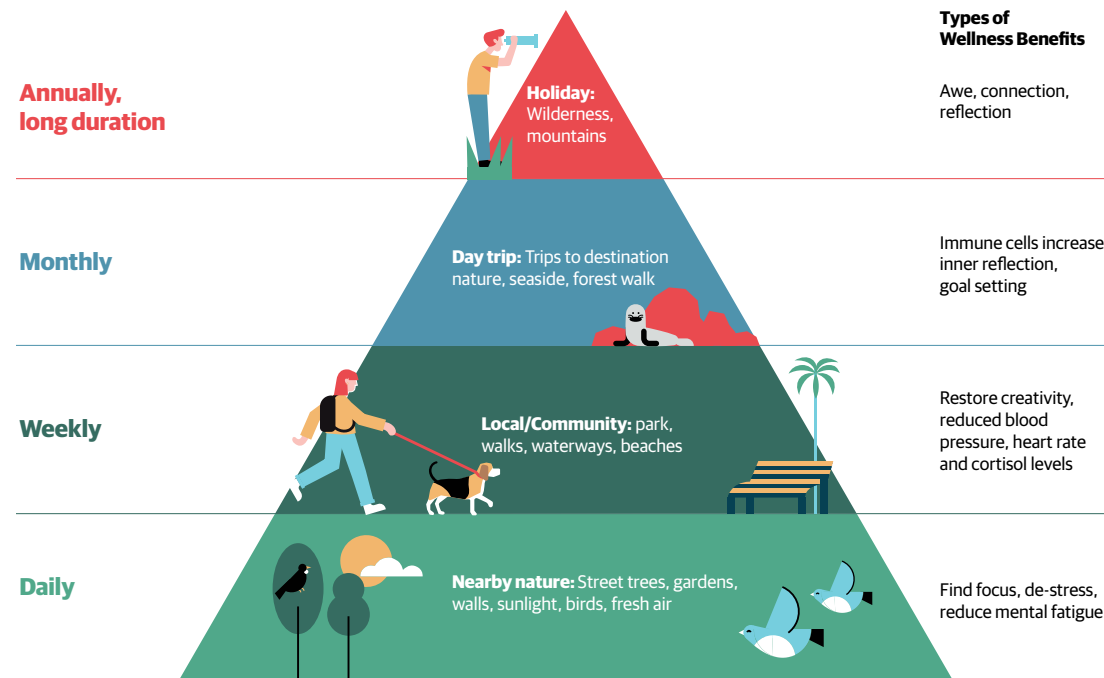 Types of
Wellness Benefits
Annually,
long duration
Holiday:
Wilderness,
mountains
Awe, connection,
reflection
Monthly
Day trip: Trips to destination
nature, seaside, forest walk
Immune cells increase
inner reflection,
goal setting
Weekly
Local/Community: park,
walks, waterways, beaches
Restore creativity,
reduced blood
pressure, heart rate
and cortisol levels
Daily
Nearby nature: Street trees, gardens,
walls, sunlight, birds, fresh air
Find focus, de-stress,
reduce mental fatigue